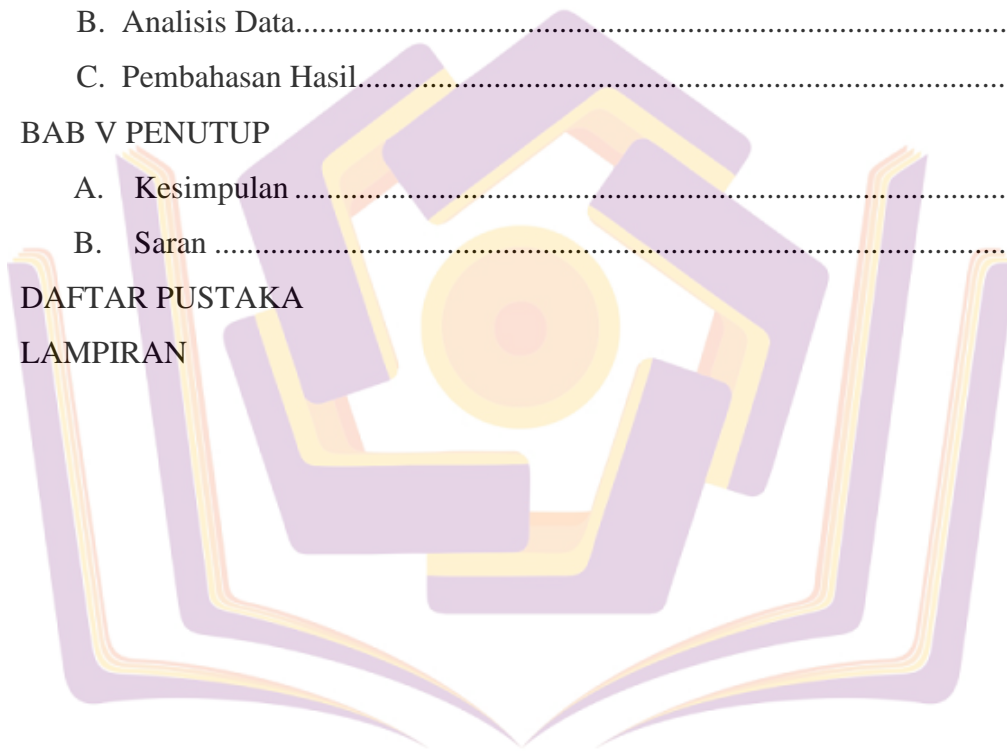 B. Analisis Data.....................................................................................
C. Pembahasan Hasil..............................................................................
BAB V PENUTUP
A. Kesimpulan .....................................................................................
B. Saran ...............................................................................................
DAFTAR PUSTAKA
LAMPIRAN